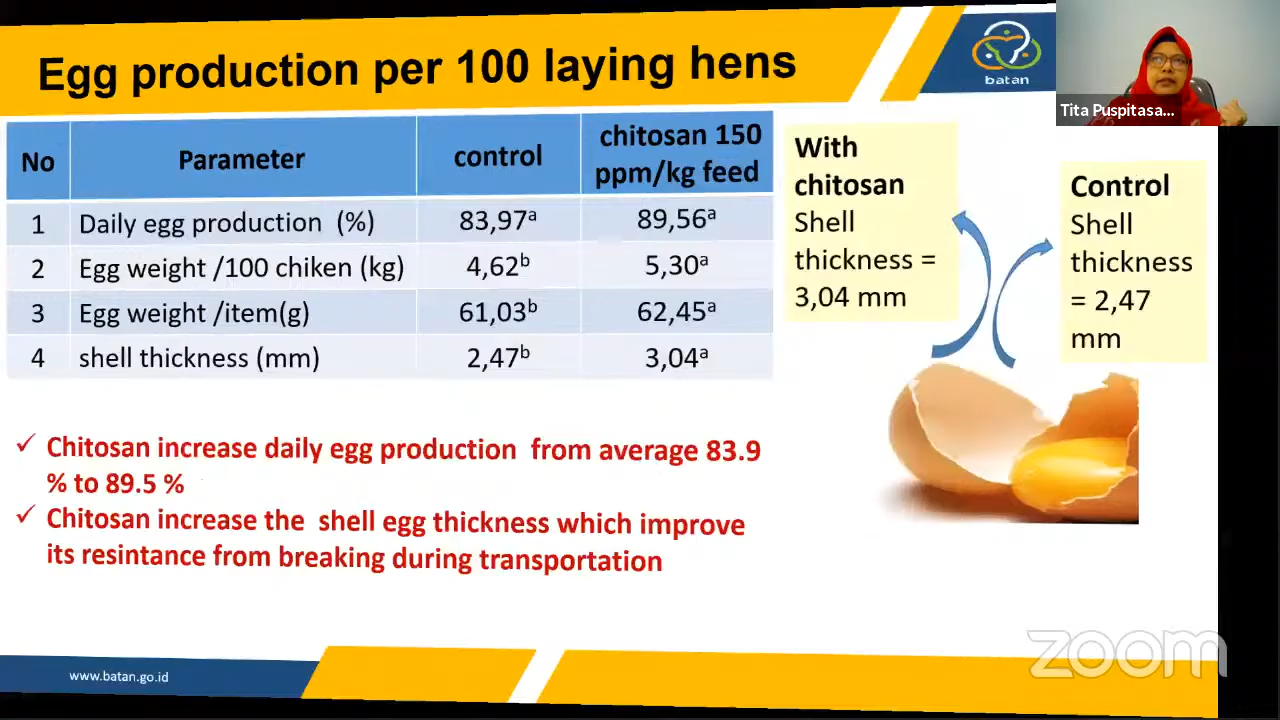 Egg production per 100 laying hens
batan
Tita Puspitasa...
No Parameter control chitosan 150
ppm/kg feed
1 Daily egg production (%) 83,97ᵃ 89,56ᵃ
2 Egg weight /100 chiken (kg) 4,62ᵇ 5,30ᵃ
3 Egg weight /item(g) 61,03ᵇ 62,45ᵃ
4 shell thickness (mm) 2,47ᵇ 3,04ᵃ
With
chitosan
Shell
thickness =
3,04 mm
Control
Shell
thickness
= 2,47
mm
✓ Chitosan increase daily egg production from average 83.9
% to 89.5 %
✓ Chitosan increase the shell egg thickness which improve
its resintance from breaking during transportation
www.batan.go.id
zoom